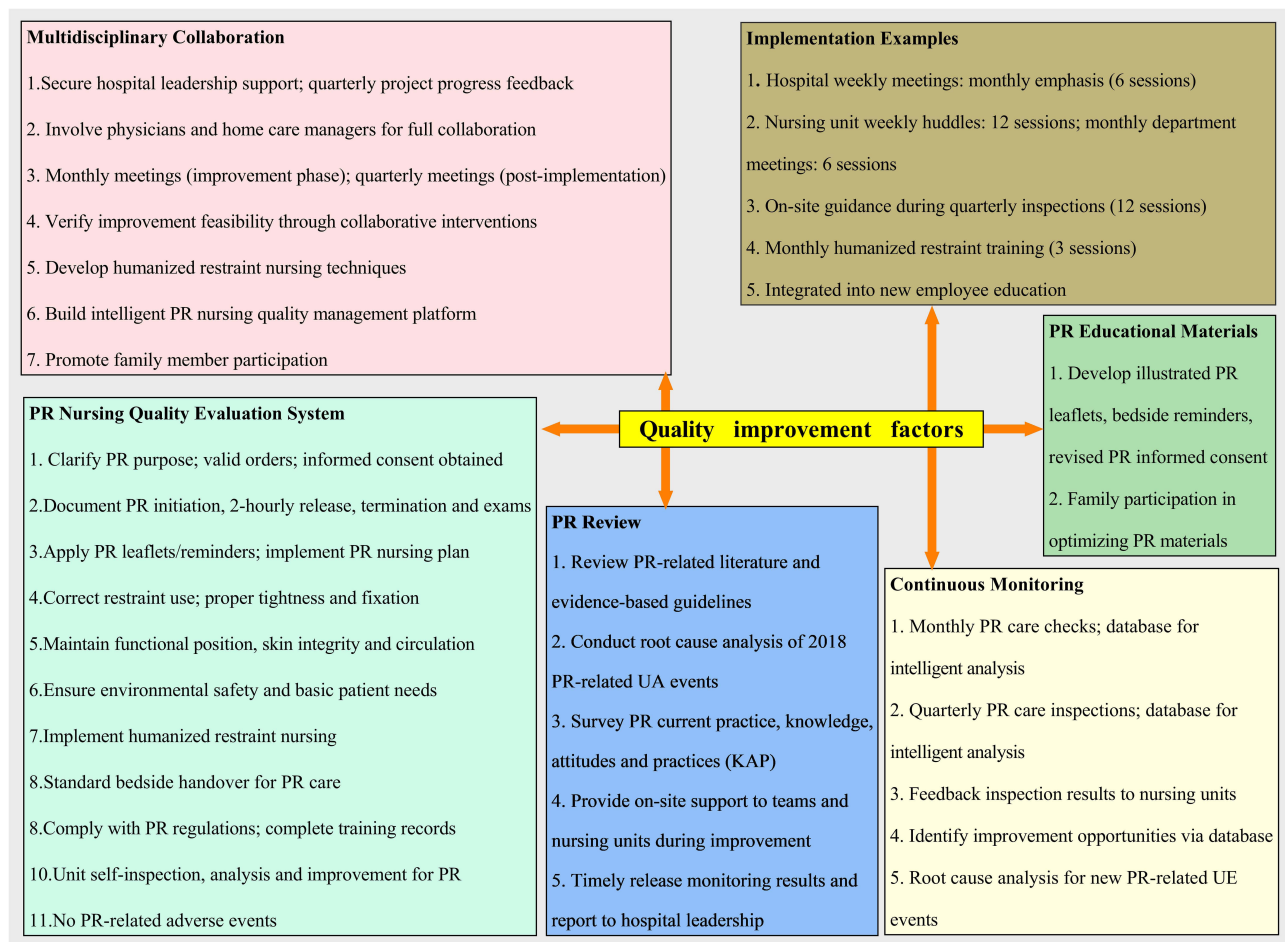 Multidisciplinary Collaboration
1.Secure hospital leadership support; quarterly project progress feedback
2. Involve physicians and home care managers for full collaboration
3. Monthly meetings (improvement phase); quarterly meetings (post-implementation)
4. Verify improvement feasibility through collaborative interventions
5. Develop humanized restraint nursing techniques
6. Build intelligent PR nursing quality management platform
7. Promote family member participation
Implementation Examples
1. Hospital weekly meetings: monthly emphasis (6 sessions)
2. Nursing unit weekly huddles: 12 sessions; monthly department
meetings: 6 sessions
3. On-site guidance during quarterly inspections (12 sessions)
4. Monthly humanized restraint training (3 sessions)
5. Integrated into new employee education
PR Educational Materials
1. Develop illustrated PR
leaflets, bedside reminders,
revised PR informed consent
2. Family participation in
optimizing PR materials
Quality improvement factors
PR Nursing Quality Evaluation System
1. Clarify PR purpose; valid orders; informed consent obtained
2.Document PR initiation, 2-hourly release, termination and exams
3.Apply PR leaflets/reminders; implement PR nursing plan
4.Correct restraint use; proper tightness and fixation
5.Maintain functional position, skin integrity and circulation
6.Ensure environmental safety and basic patient needs
7.Implement humanized restraint nursing
8.Standard bedside handover for PR care
8.Comply with PR regulations; complete training records
10.Unit self-inspection, analysis and improvement for PR
11.No PR-related adverse events
PR Review
1. Review PR-related literature and
evidence-based guidelines
2. Conduct root cause analysis of 2018
PR-related UA events
3. Survey PR current practice, knowledge,
attitudes and practices (KAP)
4. Provide on-site support to teams and
nursing units during improvement
5. Timely release monitoring results and
report to hospital leadership
Continuous Monitoring
1. Monthly PR care checks; database for
intelligent analysis
2. Quarterly PR care inspections; database for
intelligent analysis
3. Feedback inspection results to nursing units
4. Identify improvement opportunities via database
5. Root cause analysis for new PR-related UE
events